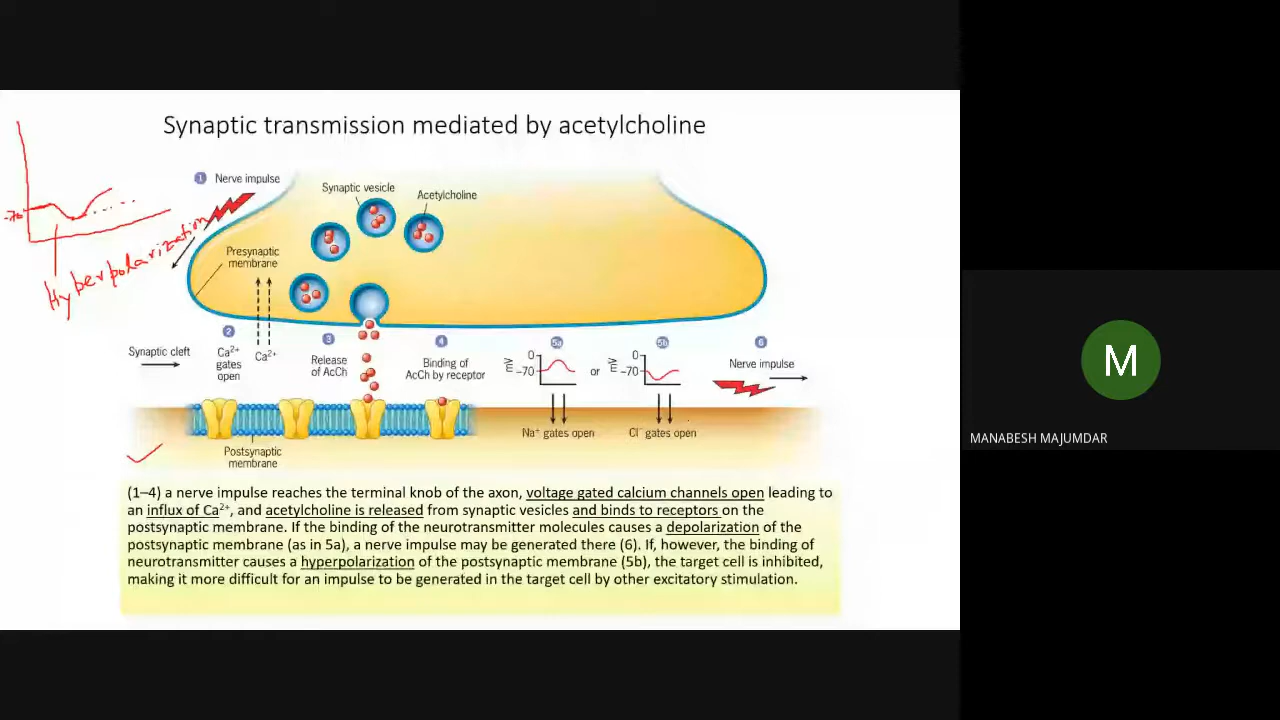 Synaptic transmission mediated by acetylcholine
1 Nerve impulse
Synaptic vesicle
Acetylcholine
-70
Hyperpolarization
Presynaptic
membrane
Synaptic cleft
2
Ca2+
gates
open
Ca2+
3
Release
of AcCh
4
Binding of
AcCh by receptor
5a
mV
0
−70
or
5b
mV
0
−70
6
Nerve impulse
Na+ gates open
Cl− gates open
Postsynaptic
membrane
(1–4) a nerve impulse reaches the terminal knob of the axon, voltage gated calcium channels open leading to
an influx of Ca2+, and acetylcholine is released from synaptic vesicles and binds to receptors on the
postsynaptic membrane. If the binding of the neurotransmitter molecules causes a depolarization of the
postsynaptic membrane (as in 5a), a nerve impulse may be generated there (6). If, however, the binding of
neurotransmitter causes a hyperpolarization of the postsynaptic membrane (5b), the target cell is inhibited,
making it more difficult for an impulse to be generated in the target cell by other excitatory stimulation.
M
MANABESH MAJUMDAR